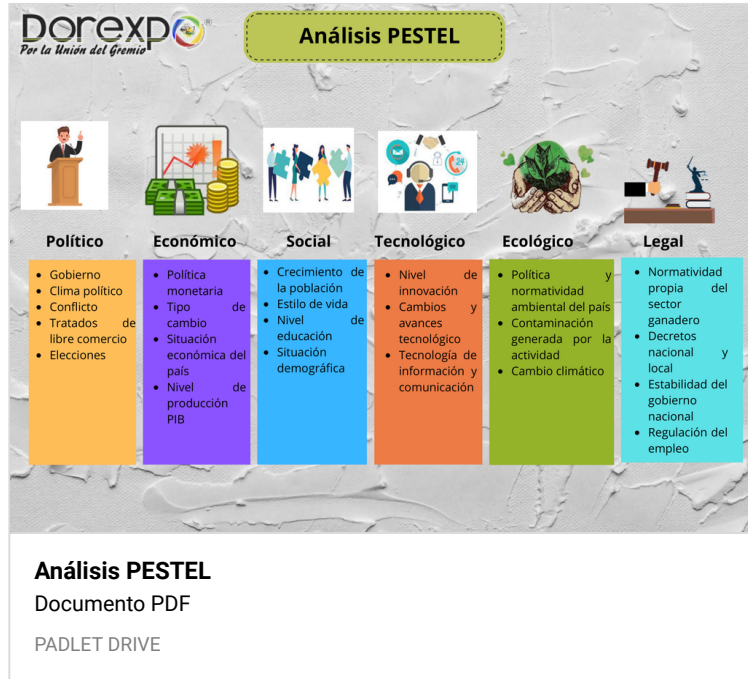 Dorexpo®
Por la Unión del Gremio
Análisis PESTEL
24
Político
Gobierno
Clima político
Conflicto
Tratados de
libre comercio
Elecciones
Económico
Política
monetaria
Tipo de
cambio
Situación
económica del
país
Nivel de
producción
PIB
Social
Crecimiento de
la población
Estilo de vida
Nivel de
educación
Situación
demográfica
Tecnológico
Nivel de
innovación
Cambios y
avances
tecnológico
Tecnología de
información y
comunicación
Ecológico
Política y
normatividad
ambiental del país
Contaminación
generada por la
actividad
Cambio climático
Legal
Normatividad
propia del
sector
ganadero
Decretos
nacional y
local
Estabilidad del
gobierno
nacional
Regulación del
empleo
Análisis PESTEL
Documento PDF
PADLET DRIVE